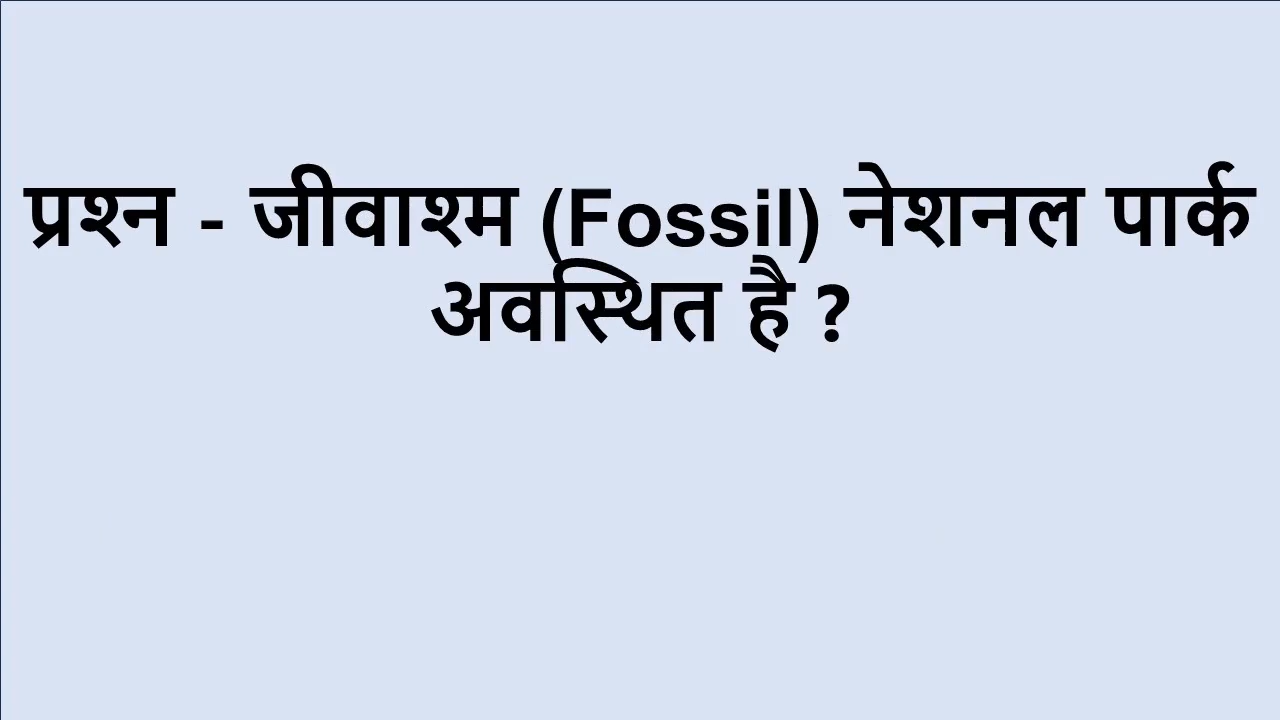 प्रश्न - जीवाश्म (Fossil) नेशनल पार्क
अवस्थित है ?